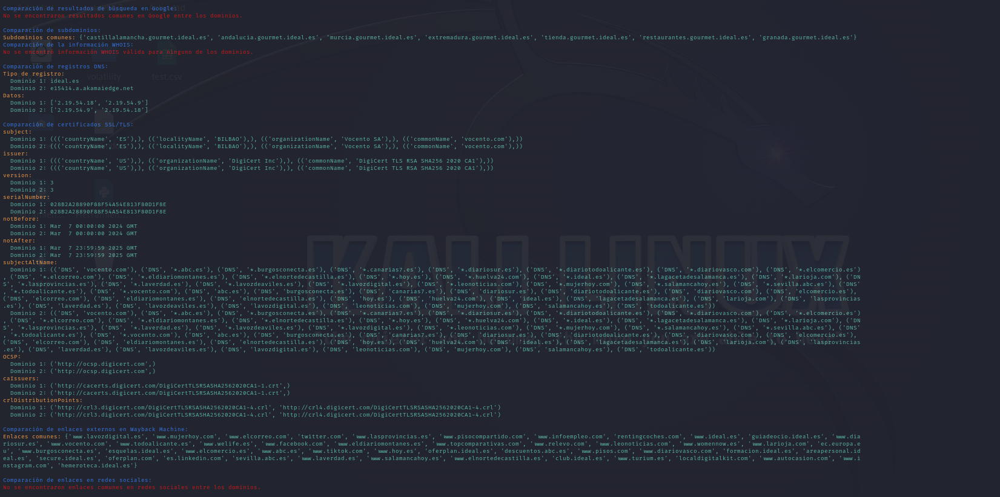 Comparación de resultados de búsqueda en Google:
No se encontraron resultados comunes en Google entre los dominios.
Comparación de subdominios:
Subdominios comunes: {'castillalamancha.gourmet.ideal.es', 'andalucia.gourmet.ideal.es', 'murcia.gourmet.ideal.es', 'extremadura.gourmet.ideal.es', 'tienda.gourmet.ideal.es', 'restaurantes.gourmet.ideal.es', 'granada.gourmet.ideal.es'}
Comparación de la información WHOIS:
No se encontró información WHOIS válida para ninguno de los dominios.
Comparación de registros DNS:
Tipo de registro:
volatility
test.csv
Dominio 1: ideal.es
Dominio 2: e15414.a.akamaiedge.net
Datos:
Dominio 1: ['2.19.54.18', '2.19.54.9']
Dominio 2: ['2.19.54.9', '2.19.54.18']
Comparación de certificados SSL/TLS:
subject:
Dominio 1: ((('countryName', 'ES'),), (('localityName', 'BILBAO'),), (('organizationName', 'Vocento SA'),), (('commonName', 'vocento.com'),))
Dominio 2: ((('countryName', 'ES'),), (('localityName', 'BILBAO'),), (('organizationName', 'Vocento SA'),), (('commonName', 'vocento.com'),))
issuer:
Dominio 1: ((('countryName', 'US'),), (('organizationName', 'DigiCert Inc'),), (('commonName', 'DigiCert TLS RSA SHA256 2020 CA1'),))
Dominio 2: ((('countryName', 'US'),), (('organizationName', 'DigiCert Inc'),), (('commonName', 'DigiCert TLS RSA SHA256 2020 CA1'),))
version:
Dominio 1: 3
Dominio 2: 3
serialNumber:
Dominio 1: 028B2A28890F88F54A54E813F80D1F8E
Dominio 2: 028B2A28890F88F54A54E813F80D1F8E
notBefore:
Dominio 1: Mar  7 00:00:00 2024 GMT
Dominio 2: Mar  7 00:00:00 2024 GMT
notAfter:
Dominio 1: Mar  7 23:59:59 2025 GMT
Dominio 2: Mar  7 23:59:59 2025 GMT
KALI LINUX
subjectAltName:
Dominio 1: (('DNS', 'vocento.com'), ('DNS', '*.abc.es'), ('DNS', '*.burgosconecta.es'), ('DNS', '*.canarias7.es'), ('DNS', '*.diariosur.es'), ('DNS', '*.diariotodoalicante.es'), ('DNS', '*.diariovasco.com'), ('DNS', '*.elcomercio.es')
, ('DNS', '*.elcorreo.com'), ('DNS', '*.eldiariomontanes.es'), ('DNS', '*.elnortedecastilla.es'), ('DNS', '*.hoy.es'), ('DNS', '*.huelva24.com'), ('DNS', '*.ideal.es'), ('DNS', '*.lagacetadesalamanca.es'), ('DNS', '*.larioja.com'), ('DN
S', '*.lasprovincias.es'), ('DNS', '*.laverdad.es'), ('DNS', '*.lavozdeaviles.es'), ('DNS', '*.lavozdigital.es'), ('DNS', '*.leonoticias.com'), ('DNS', '*.mujerhoy.com'), ('DNS', '*.salamancahoy.es'), ('DNS', '*.sevilla.abc.es'), ('DNS'
, '*.todoalicante.es'), ('DNS', '*.vocento.com'), ('DNS', 'abc.es'), ('DNS', 'burgosconecta.es'), ('DNS', 'canarias7.es'), ('DNS', 'diariosur.es'), ('DNS', 'diariotodoalicante.es'), ('DNS', 'diariovasco.com'), ('DNS', 'elcomercio.es'),
('DNS', 'elcorreo.com'), ('DNS', 'eldiariomontanes.es'), ('DNS', 'elnortedecastilla.es'), ('DNS', 'hoy.es'), ('DNS', 'huelva24.com'), ('DNS', 'ideal.es'), ('DNS', 'lagacetadesalamanca.es'), ('DNS', 'larioja.com'), ('DNS', 'lasprovincias
.es'), ('DNS', 'laverdad.es'), ('DNS', 'lavozdeaviles.es'), ('DNS', 'lavozdigital.es'), ('DNS', 'leonoticias.com'), ('DNS', 'mujerhoy.com'), ('DNS', 'salamancahoy.es'), ('DNS', 'todoalicante.es'))
Dominio 2: (('DNS', 'vocento.com'), ('DNS', '*.abc.es'), ('DNS', '*.burgosconecta.es'), ('DNS', '*.canarias7.es'), ('DNS', '*.diariosur.es'), ('DNS', '*.diariotodoalicante.es'), ('DNS', '*.diariovasco.com'), ('DNS', '*.elcomercio.es')
, ('DNS', '*.elcorreo.com'), ('DNS', '*.eldiariomontanes.es'), ('DNS', '*.elnortedecastilla.es'), ('DNS', '*.hoy.es'), ('DNS', '*.huelva24.com'), ('DNS', '*.ideal.es'), ('DNS', '*.lagacetadesalamanca.es'), ('DNS', '*.larioja.com'), ('DN
S', '*.lasprovincias.es'), ('DNS', '*.laverdad.es'), ('DNS', '*.lavozdeaviles.es'), ('DNS', '*.lavozdigital.es'), ('DNS', '*.leonoticias.com'), ('DNS', '*.mujerhoy.com'), ('DNS', '*.salamancahoy.es'), ('DNS', '*.sevilla.abc.es'), ('DNS'
, '*.todoalicante.es'), ('DNS', '*.vocento.com'), ('DNS', 'abc.es'), ('DNS', 'burgosconecta.es'), ('DNS', 'canarias7.es'), ('DNS', 'diariosur.es'), ('DNS', 'diariotodoalicante.es'), ('DNS', 'diariovasco.com'), ('DNS', 'elcomercio.es'),
('DNS', 'elcorreo.com'), ('DNS', 'eldiariomontanes.es'), ('DNS', 'elnortedecastilla.es'), ('DNS', 'hoy.es'), ('DNS', 'huelva24.com'), ('DNS', 'ideal.es'), ('DNS', 'lagacetadesalamanca.es'), ('DNS', 'larioja.com'), ('DNS', 'lasprovincias
.es'), ('DNS', 'laverdad.es'), ('DNS', 'lavozdeaviles.es'), ('DNS', 'lavozdigital.es'), ('DNS', 'leonoticias.com'), ('DNS', 'mujerhoy.com'), ('DNS', 'salamancahoy.es'), ('DNS', 'todoalicante.es'))
OCSP:
Dominio 1: ('http://ocsp.digicert.com',)
Dominio 2: ('http://ocsp.digicert.com',)
caIssuers:
Dominio 1: ('http://cacerts.digicert.com/DigiCertTLSRSASHA2562020CA1-1.crt',)
Dominio 2: ('http://cacerts.digicert.com/DigiCertTLSRSASHA2562020CA1-1.crt',)
crlDistributionPoints:
Dominio 1: ('http://crl3.digicert.com/DigiCertTLSRSASHA2562020CA1-4.crl', 'http://crl4.digicert.com/DigiCertTLSRSASHA2562020CA1-4.crl')
Dominio 2: ('http://crl3.digicert.com/DigiCertTLSRSASHA2562020CA1-4.crl', 'http://crl4.digicert.com/DigiCertTLSRSASHA2562020CA1-4.crl')
Comparación de enlaces externos en Wayback Machine:
Enlaces comunes: {'www.lavozdigital.es', 'www.mujerhoy.com', 'www.elcorreo.com', 'twitter.com', 'www.lasprovincias.es', 'www.pisocompartido.com', 'www.infoempleo.com', 'rentingcoches.com', 'www.ideal.es', 'guiadeocio.ideal.es', 'www.dia
riosur.es', 'www.vocento.com', 'www.todoalicante.es', 'www.welife.es', 'www.facebook.com', 'www.eldiariomontanes.es', 'www.topcomparativas.com', 'www.relevo.com', 'www.leonoticias.com', 'www.womennow.es', 'www.larioja.com', 'ec.europa.e
u', 'www.burgosconecta.es', 'esquelas.ideal.es', 'www.elcomercio.es', 'www.abc.es', 'www.tiktok.com', 'www.hoy.es', 'oferplan.ideal.es', 'descuentos.abc.es', 'www.pisos.com', 'www.diariovasco.com', 'formacion.ideal.es', 'areapersonal.id
eal.es', 'secure.ideal.es', 'oferplan.com', 'es.linkedin.com', 'sevilla.abc.es', 'www.laverdad.es', 'www.salamancahoy.es', 'www.elnortedecastilla.es', 'club.ideal.es', 'www.turium.es', 'localdigitalkit.com', 'www.autocasion.com', 'www.i
nstagram.com', 'hemeroteca.ideal.es'}
Comparación de enlaces en redes sociales:
No se encontraron enlaces comunes en redes sociales entre los dominios.